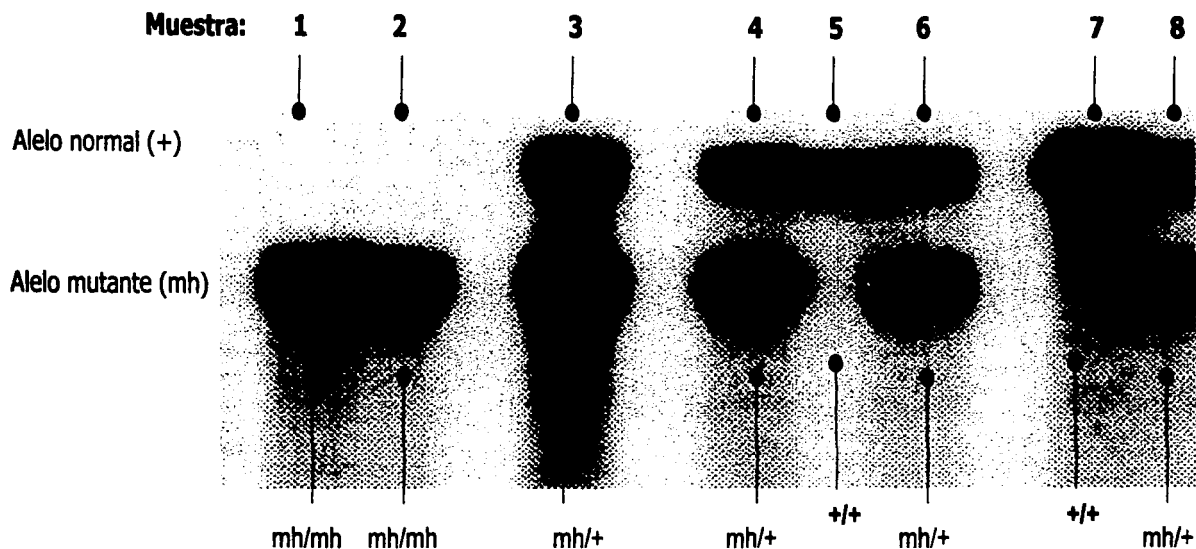 Muestra: 1 2 3 4 5 6 7 8
Alelo normal (+)
Alelo mutante (mh)
+/+ +/+
mh/mh mh/mh mh/+ mh/+ mh/+ mh/+